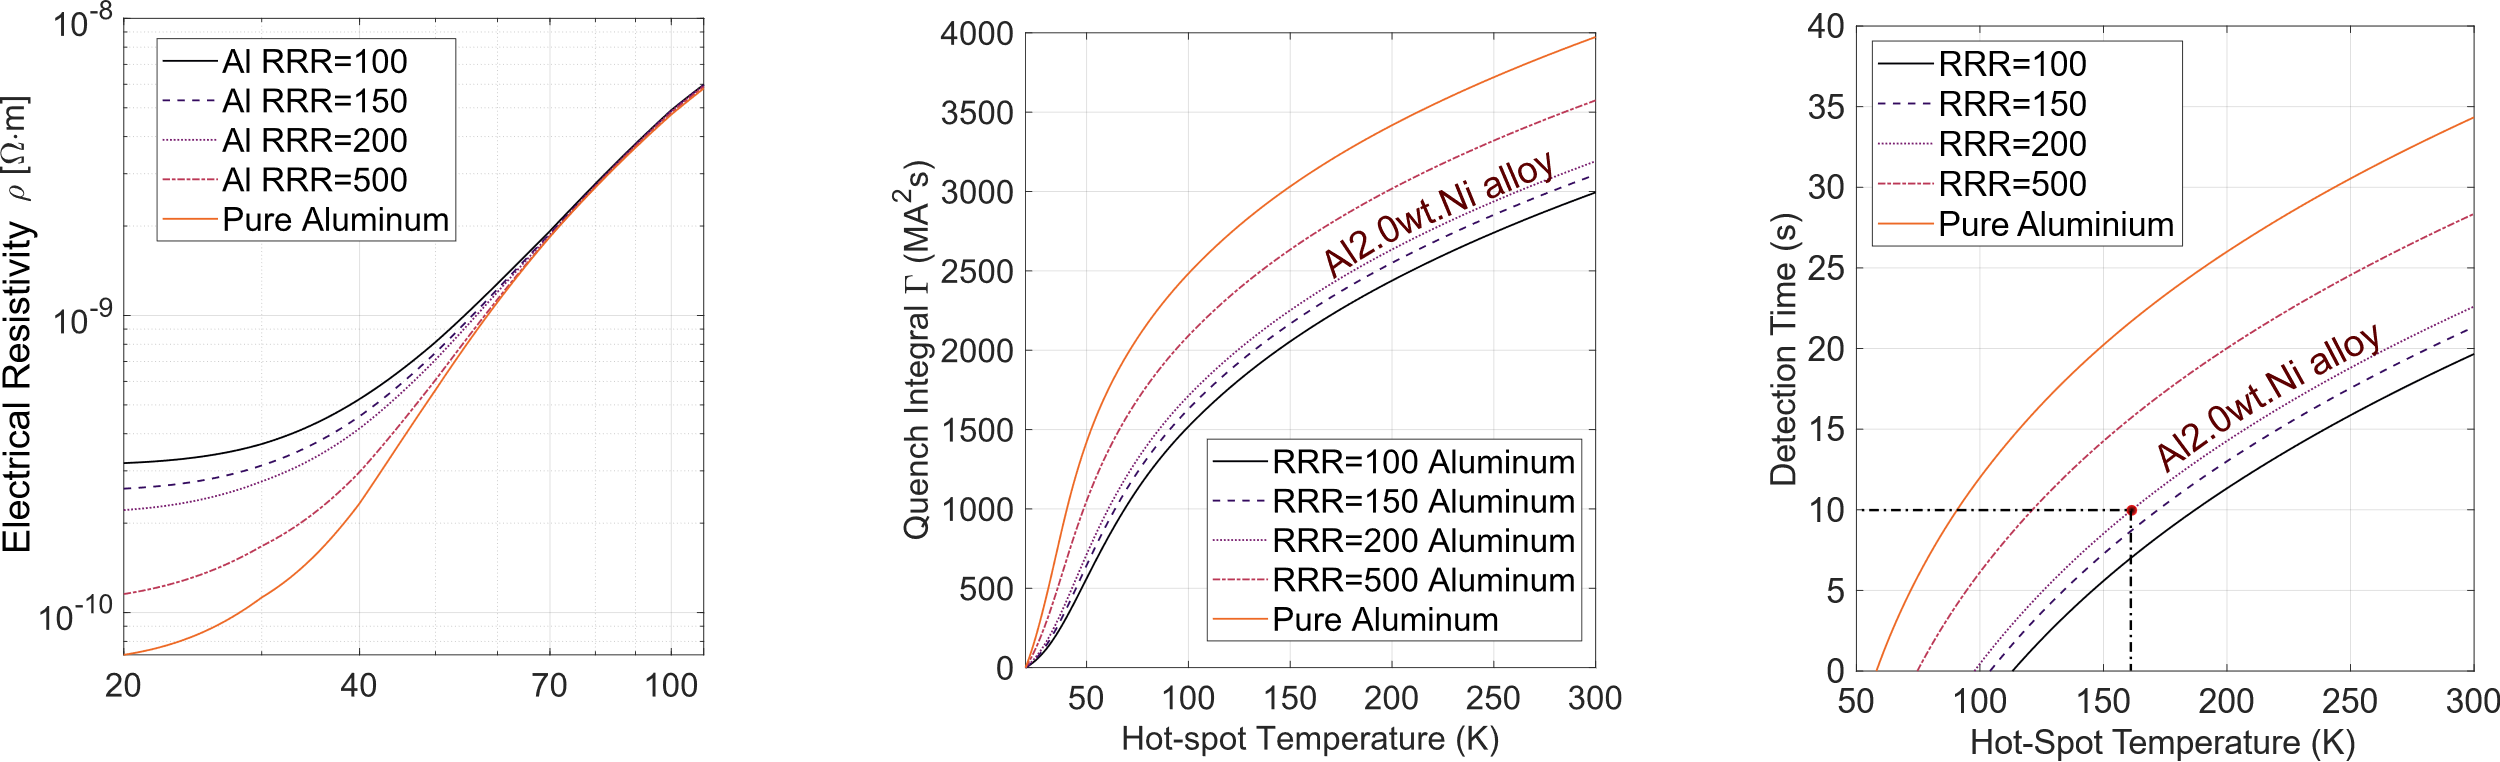 10-8
10-9
10-10
Electrical Resistivity ρ [Ω·m]
Al RRR=100
Al RRR=150
Al RRR=200
Al RRR=500
Pure Aluminum
20 40 70 100
4000
3500
3000
2500
2000
1500
1000
500
0
Quench Integral Γ (MA2s)
Al2.0wt.Ni alloy
RRR=100 Aluminum
RRR=150 Aluminum
RRR=200 Aluminum
RRR=500 Aluminum
Pure Aluminum
50 100 150 200 250 300
Hot-spot Temperature (K)
40
35
30
25
20
15
10
5
0
Detection Time (s)
RRR=100
RRR=150
RRR=200
RRR=500
Pure Aluminium
Al2.0wt.Ni alloy
50 100 150 200 250 300
Hot-Spot Temperature (K)